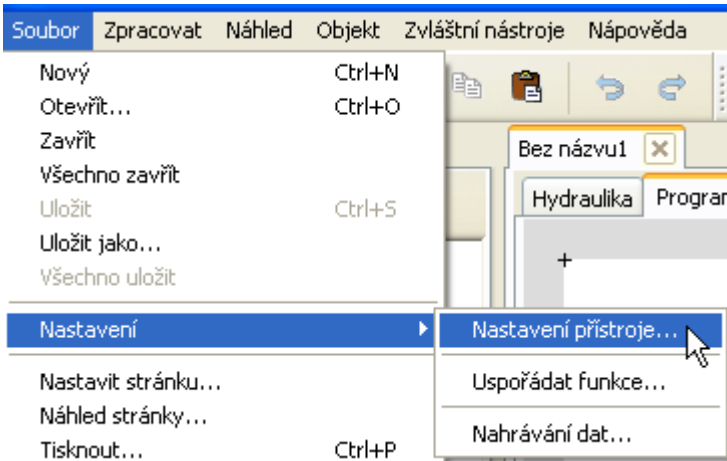 Soubor Zpracovat Náhled Objekt Zvláštní nástroje Nápověda
Nový Ctrl+N
Otevřít... Ctrl+O
Zavřít
Všechno zavřít
Uložit Ctrl+S
Uložit jako...
Všechno uložit
Nastavení
Nastavit stránku...
Náhled stránky...
Tisknout... Ctrl+P
Bez názvu1
Hydraulika Program
Nastavení přístroje...
Uspořádat funkce...
Nahrávání dat...